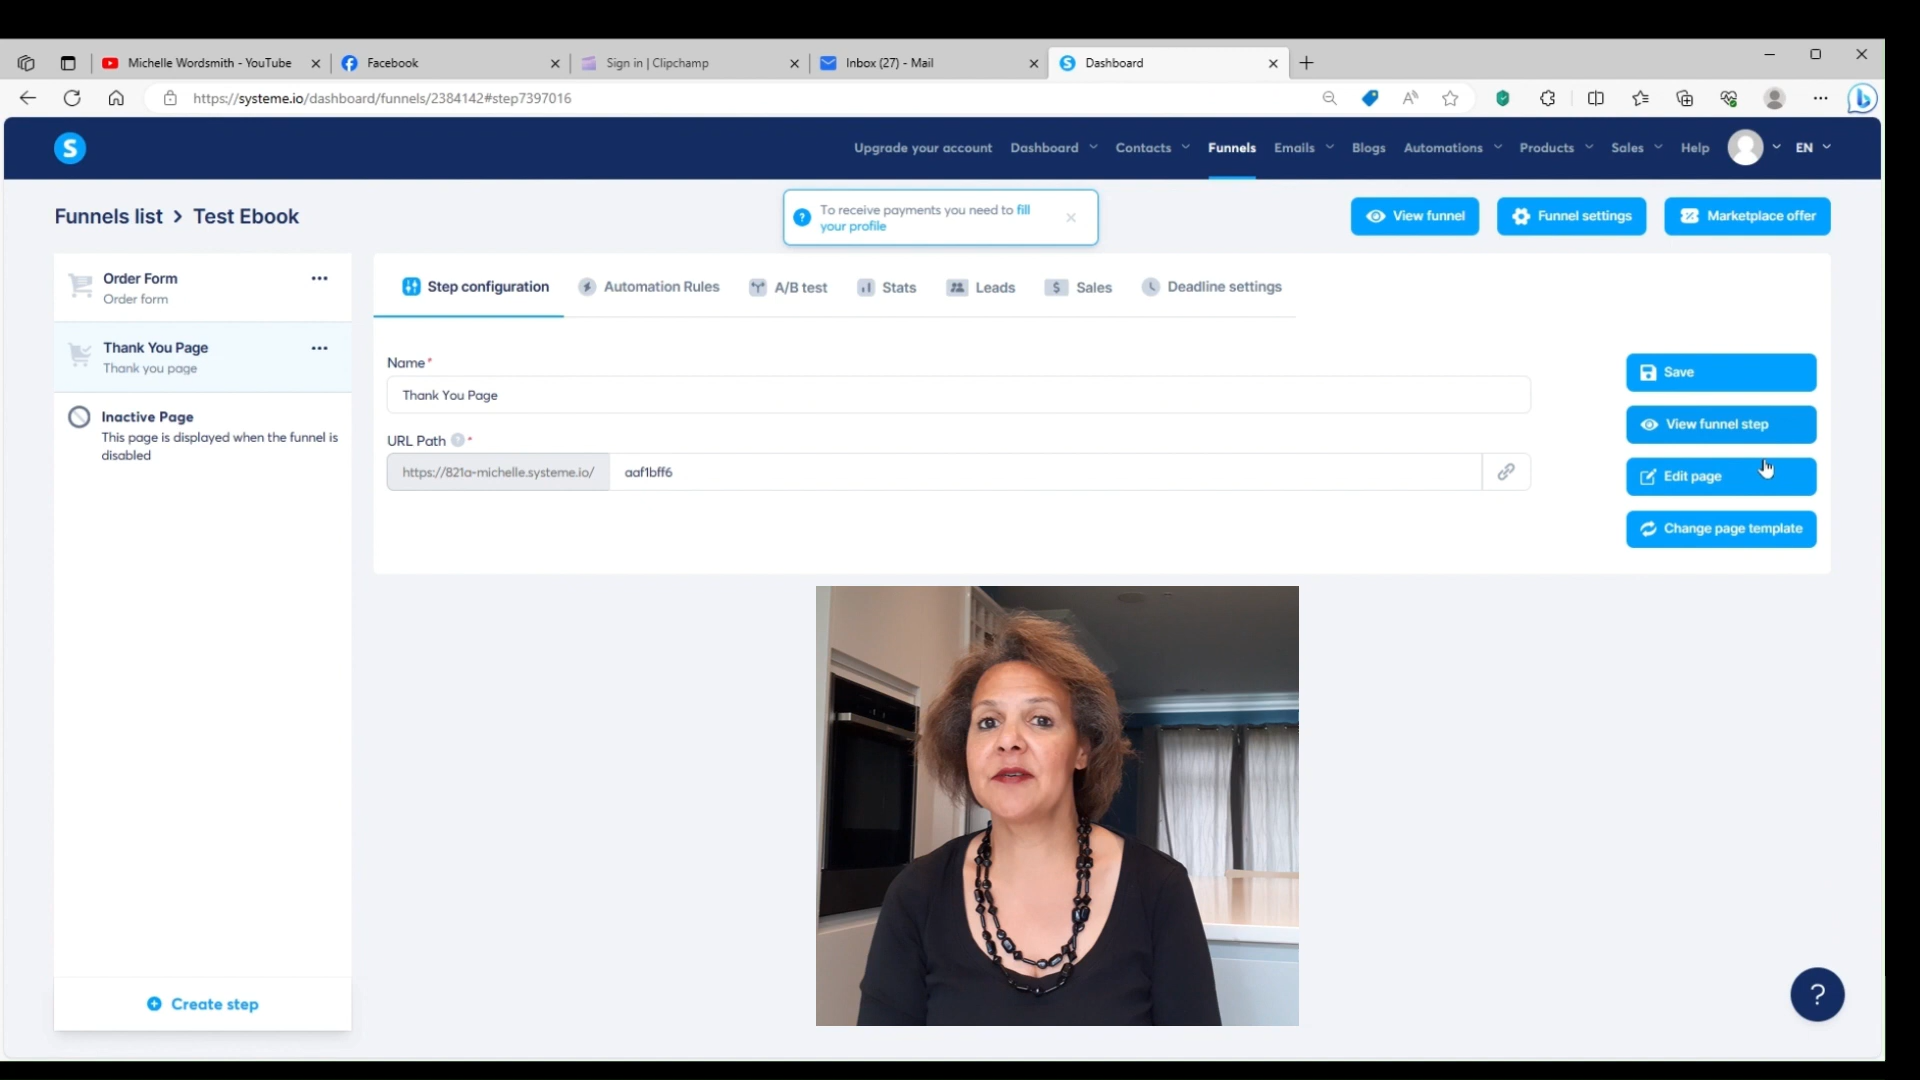 Michelle Wordsmith - YouTube
Facebook
Sign in | Clipchamp
Inbox (27) - Mail
Dashboard
https://systeme.io/dashboard/funnels/2384142#step7397016
S
Upgrade your account
Dashboard
Contacts
Funnels
Emails
Blogs
Automations
Products
Sales
Help
EN
Funnels list > Test Ebook
To receive payments you need to fill
your profile
View funnel
Funnel settings
Marketplace offer
Order Form
Order form
Thank You Page
Thank you page
Inactive Page
This page is displayed when the funnel is
disabled
Create step
Step configuration
Automation Rules
A/B test
Stats
Leads
Sales
Deadline settings
Name*
Thank You Page
URL Path ? *
https://821a-michelle.systeme.io/
aaf1bff6
Save
View funnel step
Edit page
Change page template
?